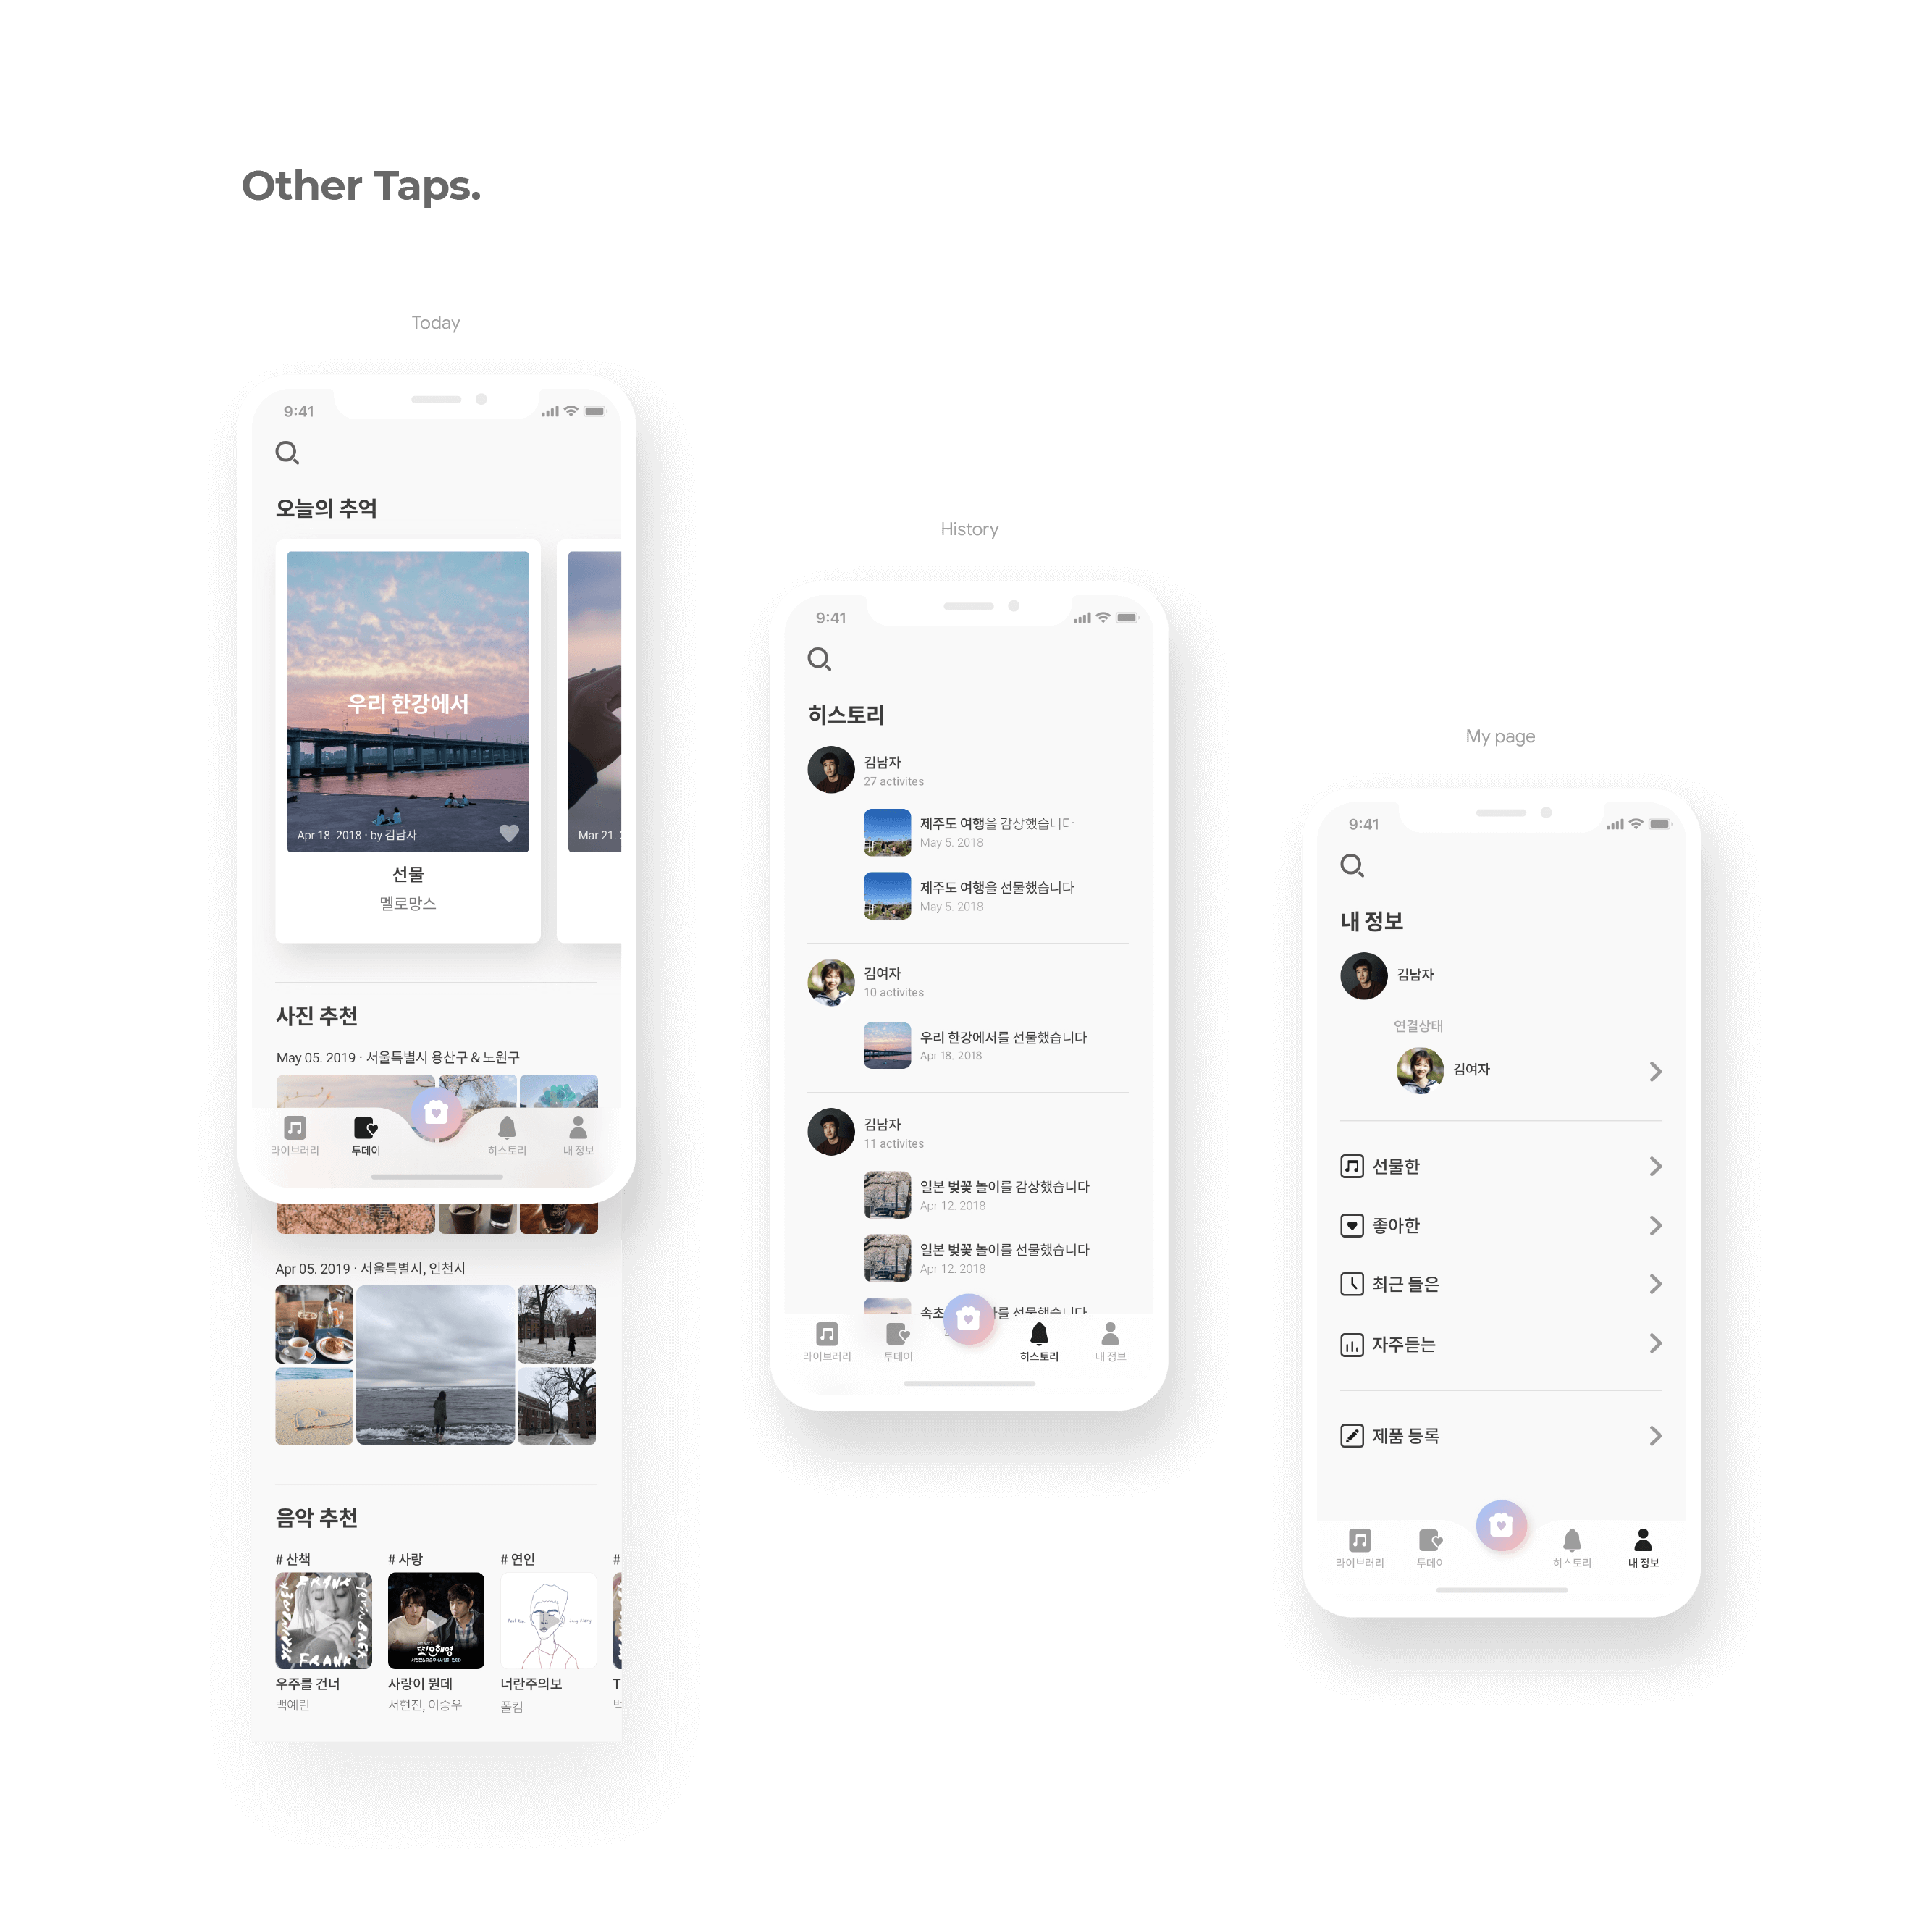 Other Taps.
Today
9:41
오늘의 추억
우리 한강에서
Apr 18. 2018 · by 김남자
Mar 21.
선물
멜로망스
사진 추천
May 05. 2019 · 서울특별시 용산구 & 노원구
라이브러리
투데이
히스토리
내 정보
Apr 05. 2019 · 서울특별시, 인천시
음악 추천
# 산책
# 사랑
# 연인
#
FRANK
또!오해영
우주를 건너
사랑이 뭔데
너란주의보
T
백예린
서현진, 이승우
폴킴
백
History
9:41
히스토리
김남자
27 activites
제주도 여행을 감상했습니다
May 5. 2018
제주도 여행을 선물했습니다
May 5. 2018
김여자
10 activites
우리 한강에서를 선물했습니다
Apr 18. 2018
김남자
11 activites
일본 벚꽃 놀이를 감상했습니다
Apr 12. 2018
일본 벚꽃 놀이를 선물했습니다
Apr 12. 2018
속초 를 선물했습니다
라이브러리
투데이
히스토리
내 정보
My page
9:41
내 정보
김남자
연결상태
김여자
선물한
좋아한
최근 들은
자주듣는
제품 등록
라이브러리
투데이
히스토리
내 정보